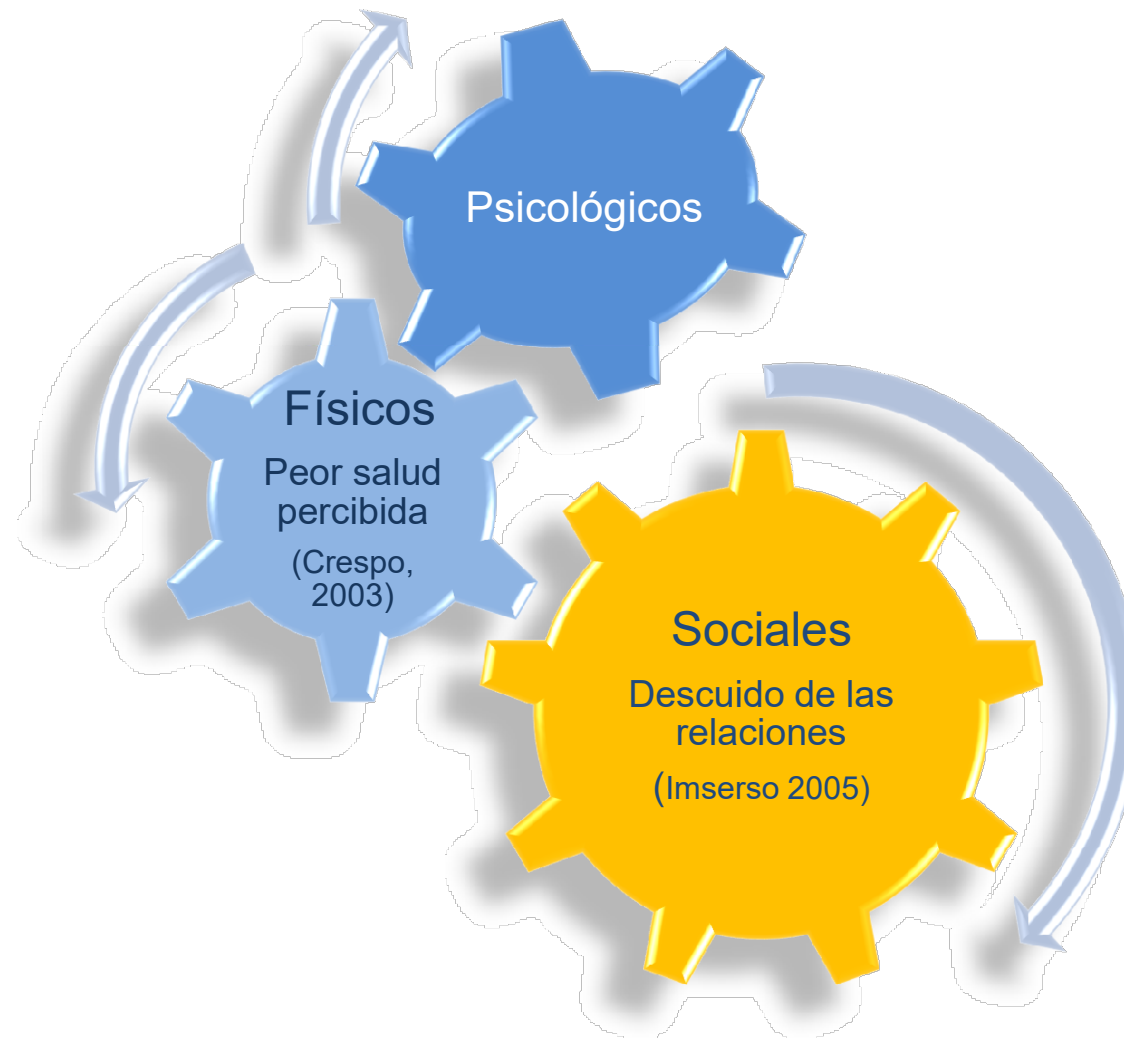 Psicológicos
Físicos
Peor salud
percibida
(Crespo,
2003)
Sociales
Descuido de las
relaciones
(Imserso 2005)